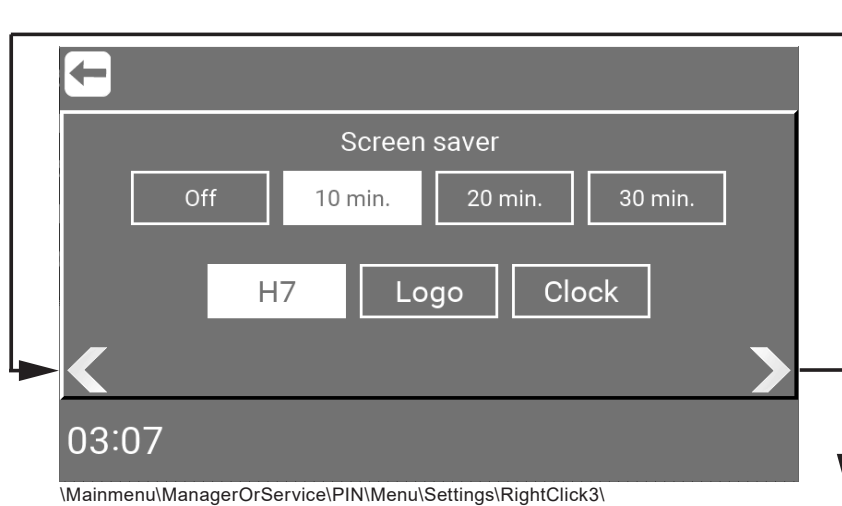 Screen saver
Off 10 min. 20 min. 30 min.
H7 Logo Clock
03:07
\Mainmenu\ManagerOrService\PIN\Menu\Settings\RightClick3\